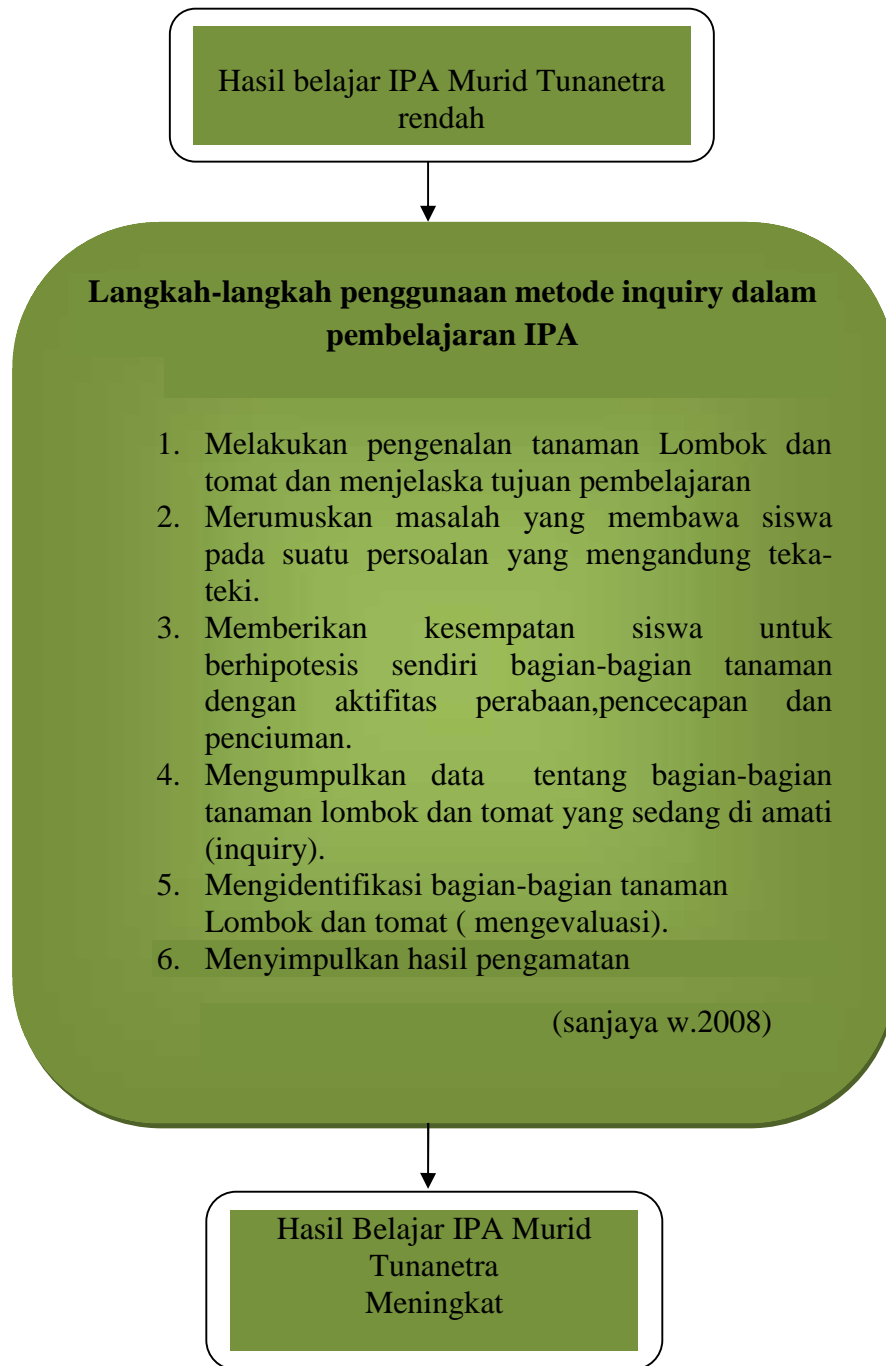 Hasil belajar IPA Murid Tunanetra
rendah
Langkah-langkah penggunaan metode inquiry dalam
pembelajaran IPA
1. Melakukan pengenalan tanaman Lombok dan
tomat dan menjelaska tujuan pembelajaran
2. Merumuskan masalah yang membawa siswa
pada suatu persoalan yang mengandung teka-
teki.
3. Memberikan kesempatan siswa untuk
berhipotesis sendiri bagian-bagian tanaman
dengan aktifitas perabaan,pencecapan dan
penciuman.
4. Mengumpulkan data tentang bagian-bagian
tanaman lombok dan tomat yang sedang di amati
(inquiry).
5. Mengidentifikasi bagian-bagian tanaman
Lombok dan tomat ( mengevaluasi).
6. Menyimpulkan hasil pengamatan
(sanjaya w.2008)
Hasil Belajar IPA Murid
Tunanetra
Meningkat